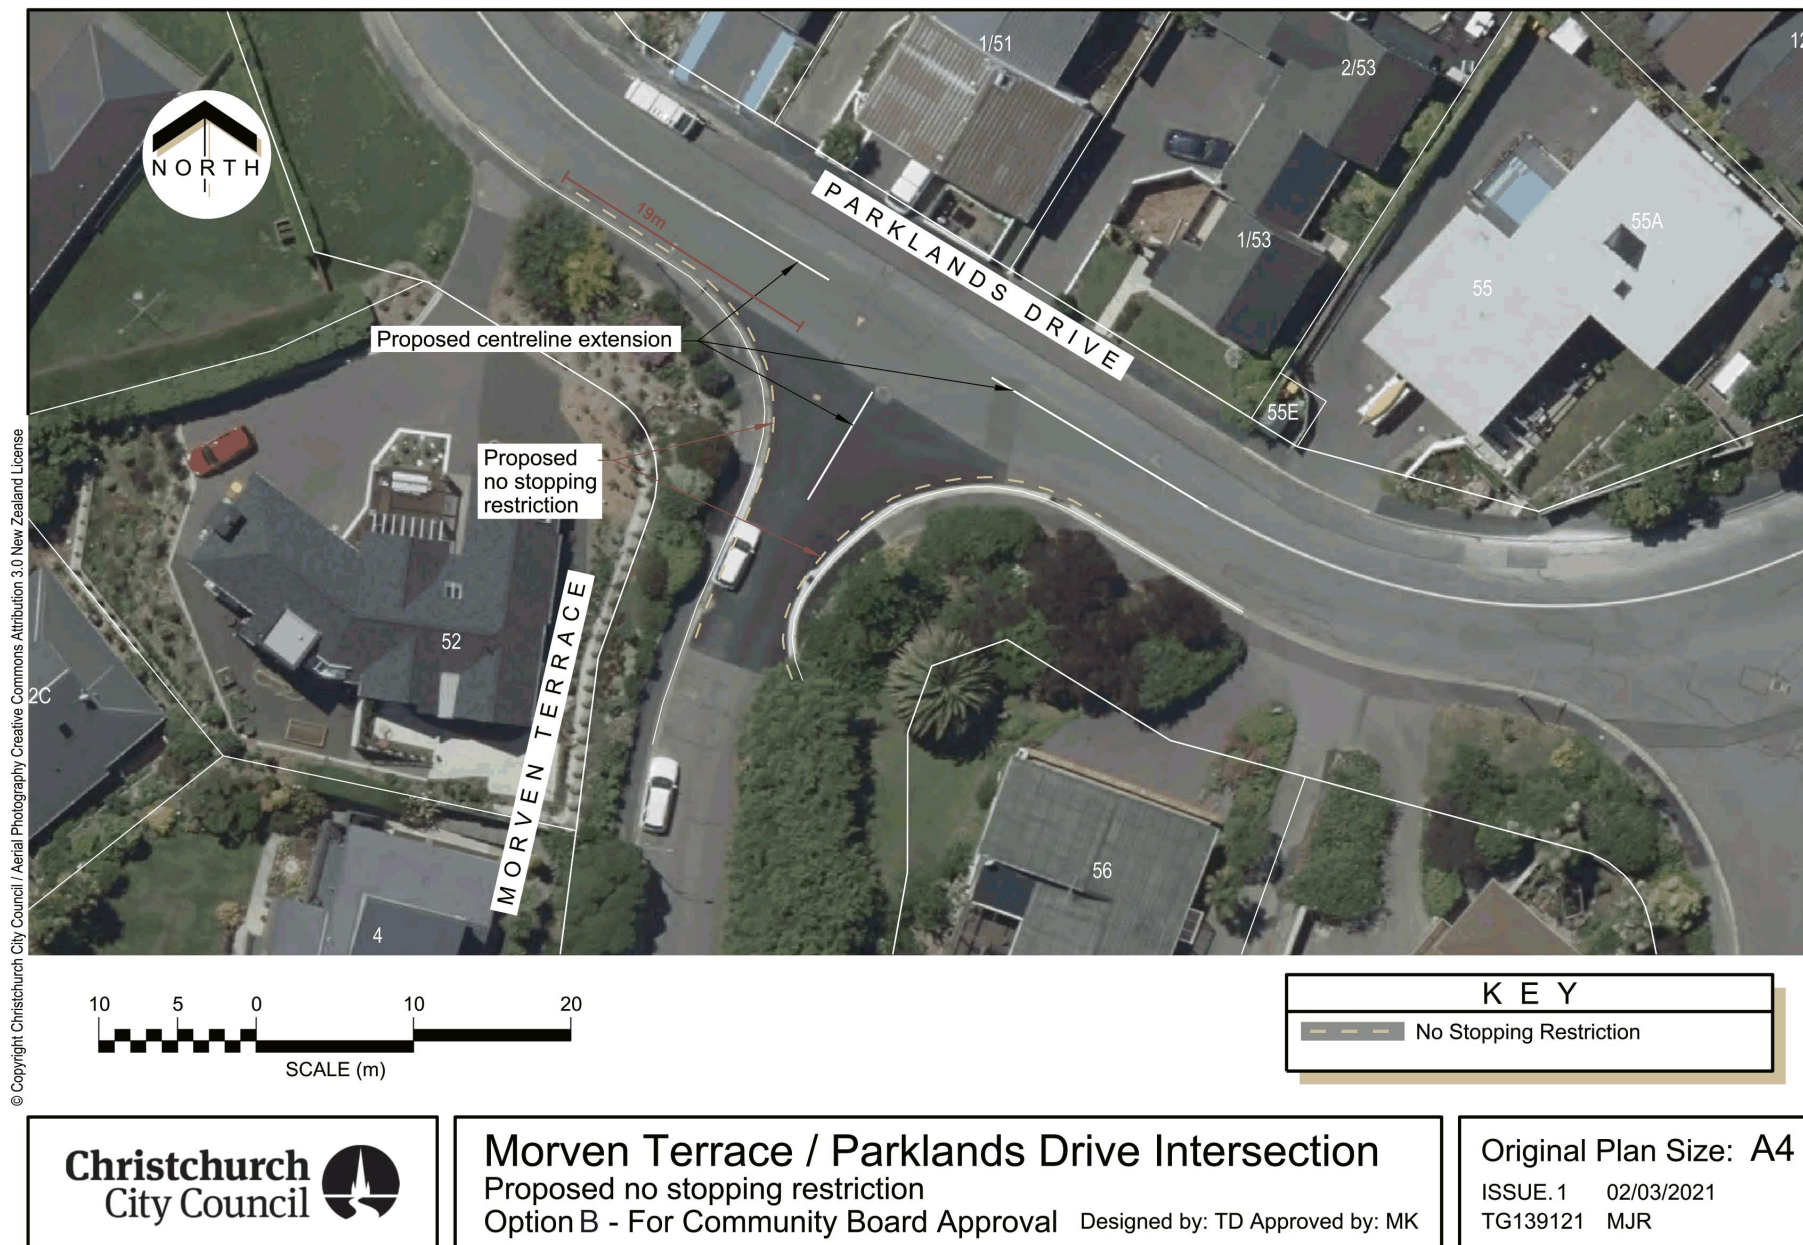 1/51
2/53
12
NORTH
19m
PARKLANDS DRIVE
55A
1/53
55
Proposed centreline extension
55E
Proposed
no stopping
restriction
MORVEN TERRACE
52
2C
56
4
© Copyright Christchurch City Council / Aerial Photography Creative Commons Attribution 3.0 New Zealand License
10 5 0 10 20
SCALE (m)
KEY
No Stopping Restriction
Christchurch
City Council
Morven Terrace / Parklands Drive Intersection
Proposed no stopping restriction
Option B - For Community Board Approval Designed by: TD Approved by: MK
Original Plan Size: A4
ISSUE.1 02/03/2021
TG139121 MJR